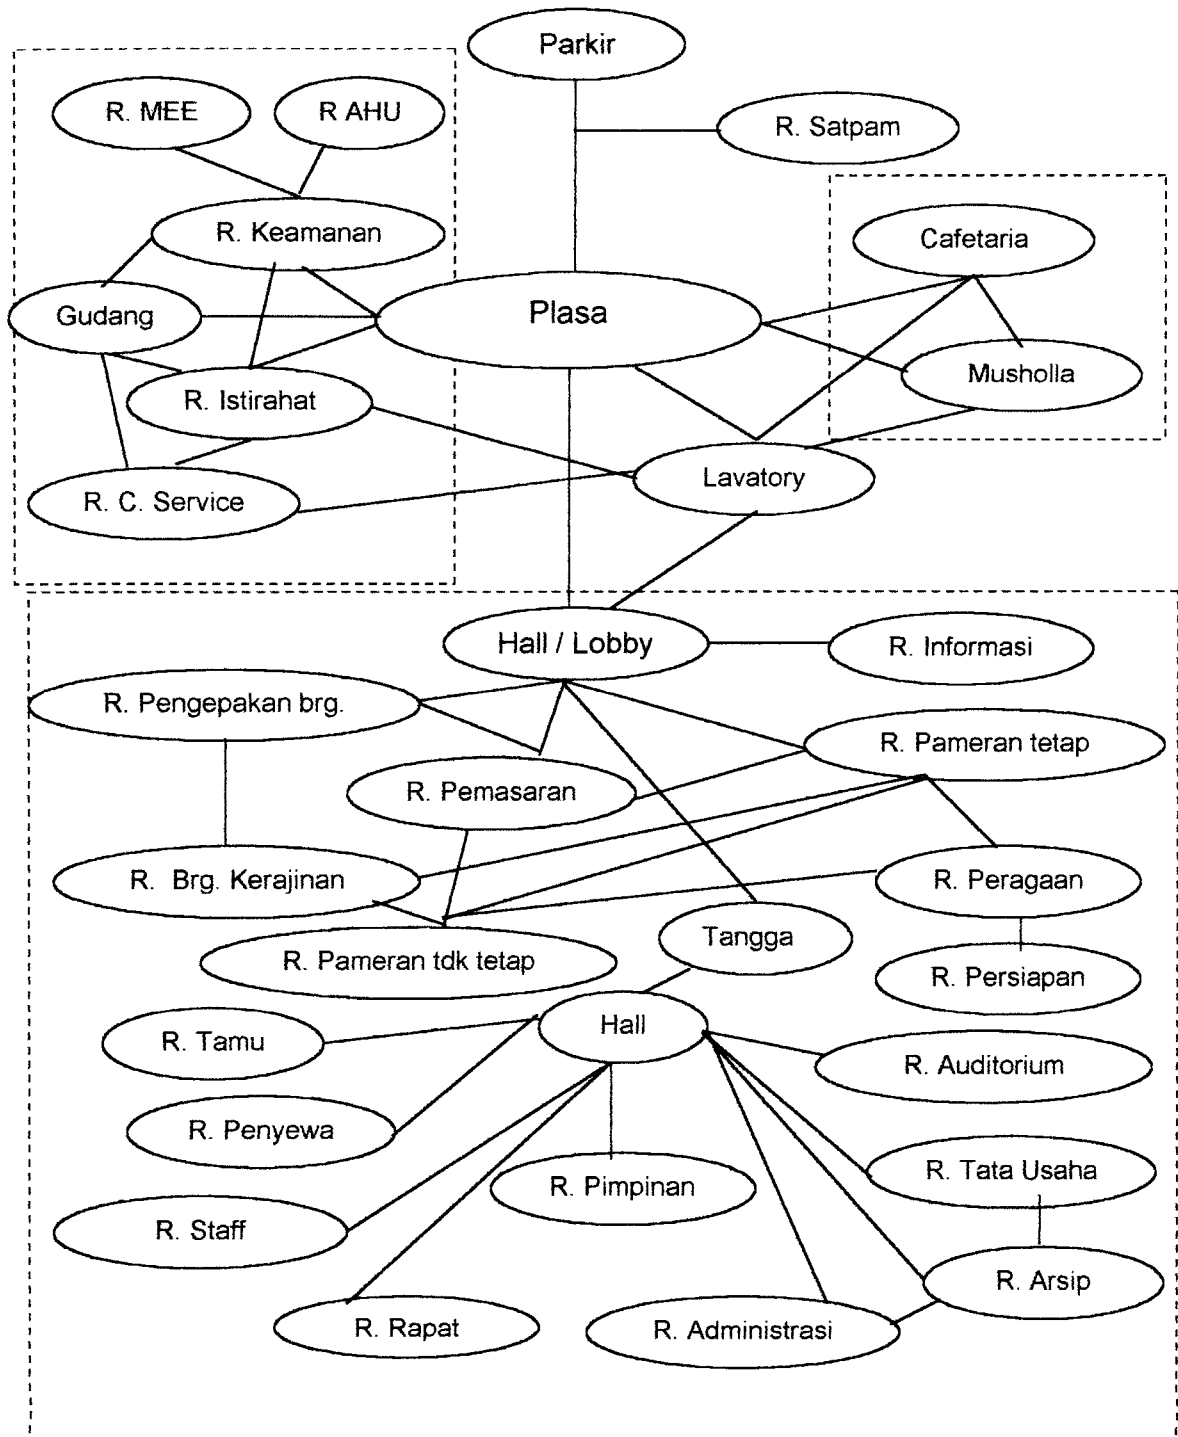 Parkir
R. MEE
R AHU
R. Satpam
R. Keamanan
Cafetaria
Gudang
Plasa
Musholla
R. Istirahat
Lavatory
R. C. Service
Hall / Lobby
R. Informasi
R. Pengepakan brg.
R. Pameran tetap
R. Pemasaran
R. Brg. Kerajinan
R. Peragaan
Tangga
R. Pameran tdk tetap
R. Persiapan
Hall
R. Tamu
R. Auditorium
R. Penyewa
R. Tata Usaha
R. Pimpinan
R. Staff
R. Arsip
R. Rapat
R. Administrasi